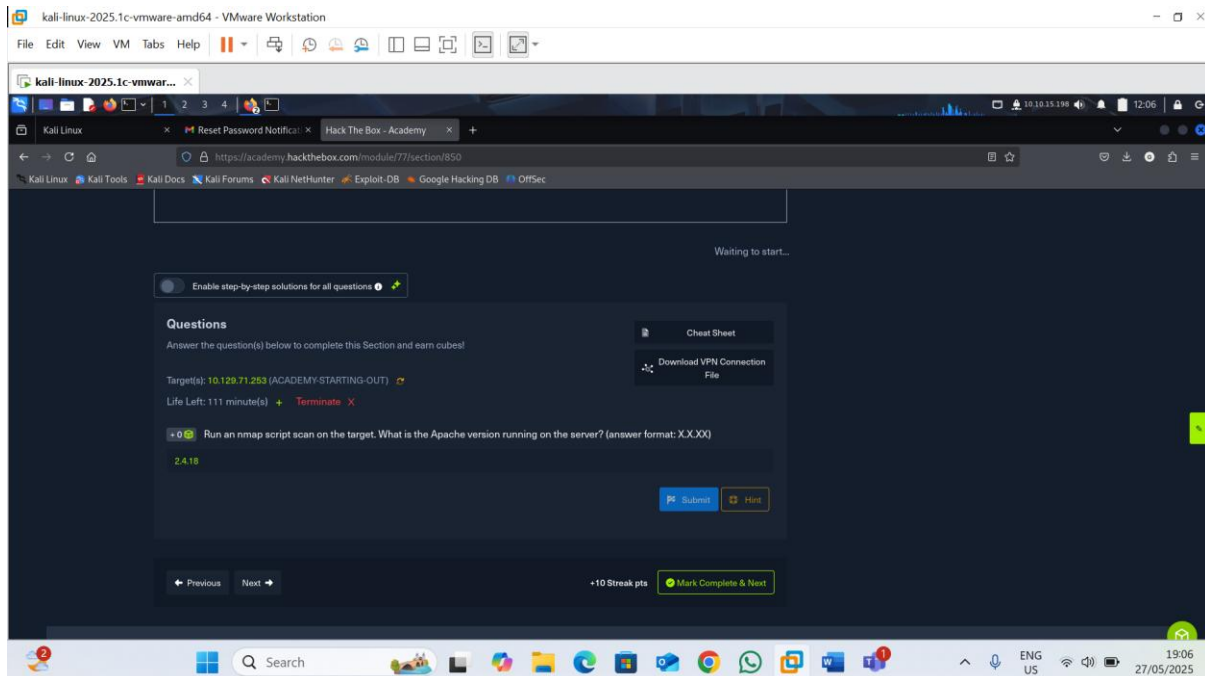 kali-linux-2025.1c-vmware-amd64 - VMware Workstation
File Edit View VM Tabs Help
kali-linux-2025.1c-vmwar...
1 2 3 4 10.10.15.198 12:06
Kali Linux Reset Password Notificat Hack The Box - Academy
https://academy.hackthebox.com/module/77/section/850
Kali Linux Kali Tools Kali Docs Kali Forums Kali NetHunter Exploit-DB Google Hacking DB OffSec
Waiting to start...
Enable step-by-step solutions for all questions
Questions
Answer the question(s) below to complete this Section and earn cubes!
Cheat Sheet
Download VPN Connection
File
Target(s): 10.129.71.253 (ACADEMY-STARTING-OUT)
Life Left: 111 minute(s) + Terminate X
+ 0 Run an nmap script scan on the target. What is the Apache version running on the server? (answer format: X.X.XX)
2.4.18
Submit Hint
Previous Next +10 Streak pts Mark Complete & Next
2 Search 1 ENG 19:06
US 27/05/2025